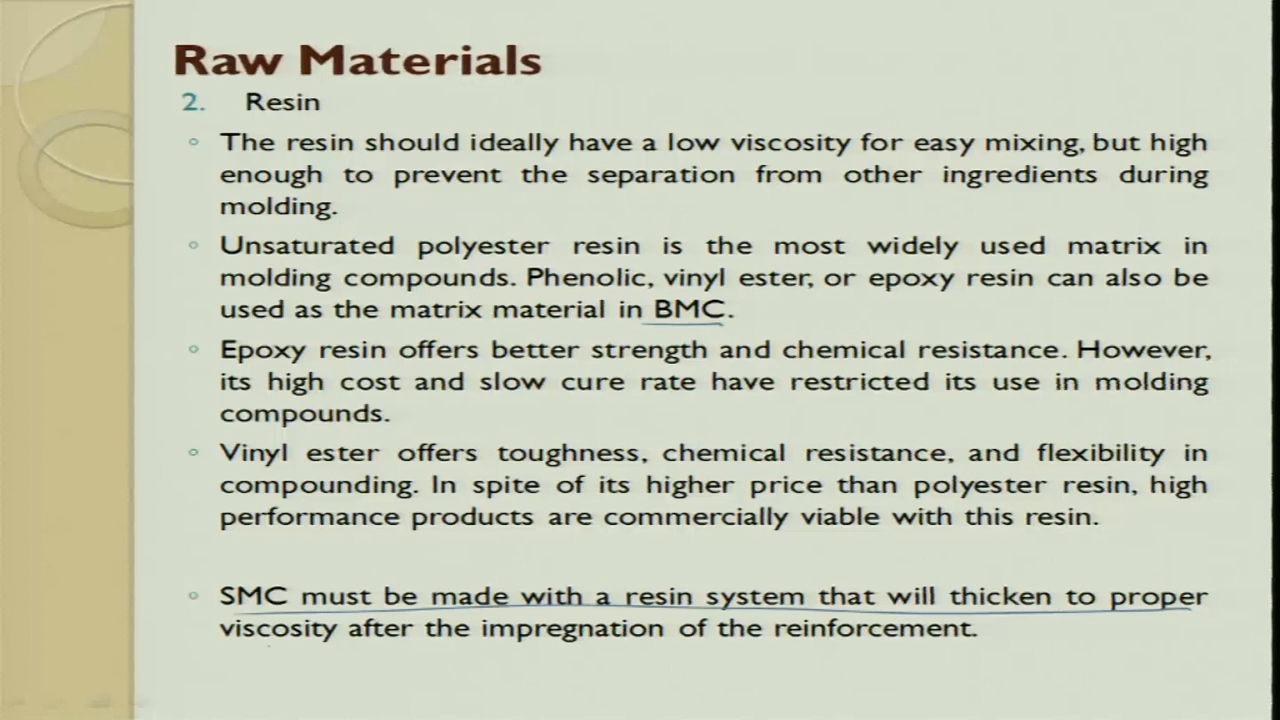 Raw Materials
2. Resin
The resin should ideally have a low viscosity for easy mixing, but high
enough to prevent the separation from other ingredients during
molding.
Unsaturated polyester resin is the most widely used matrix in
molding compounds. Phenolic, vinyl ester, or epoxy resin can also be
used as the matrix material in BMC.
Epoxy resin offers better strength and chemical resistance. However,
its high cost and slow cure rate have restricted its use in molding
compounds.
Vinyl ester offers toughness, chemical resistance, and flexibility in
compounding. In spite of its higher price than polyester resin, high
performance products are commercially viable with this resin.
SMC must be made with a resin system that will thicken to proper
viscosity after the impregnation of the reinforcement.